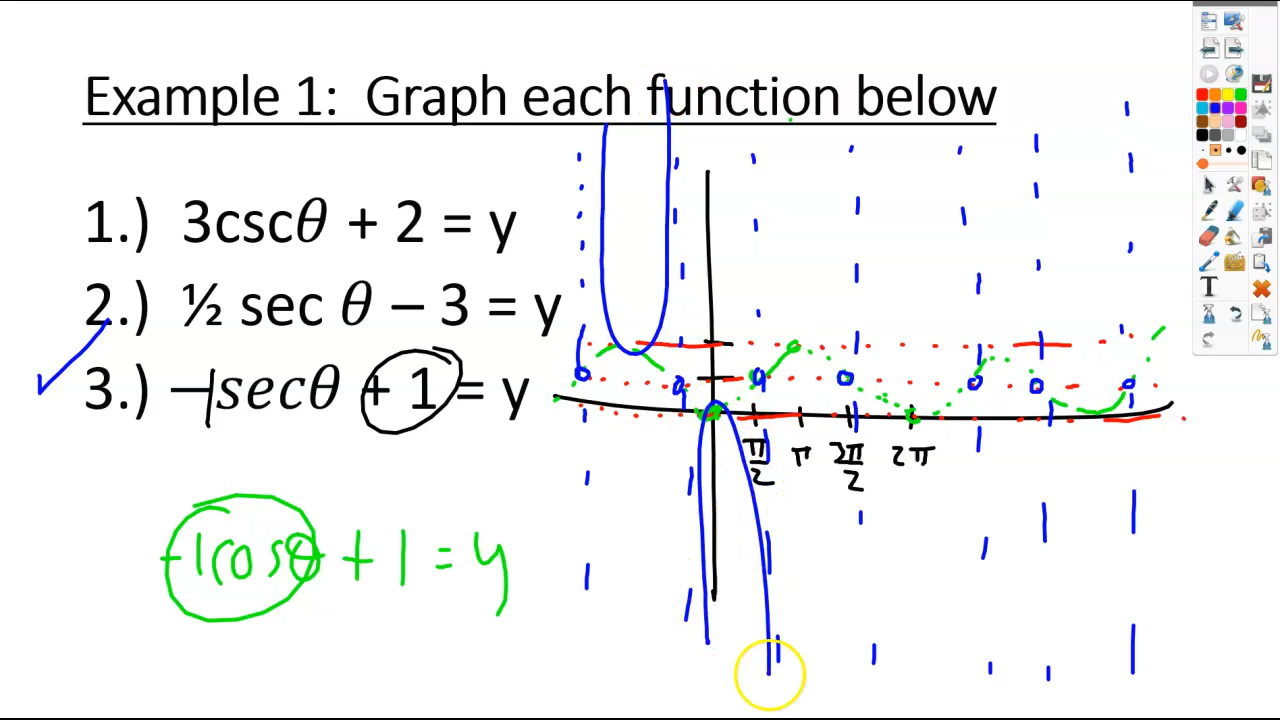 Example 1: Graph each function below
1.) 3cscθ + 2 = y
2.) ½ sec θ – 3 = y
3.) –1secθ + 1 = y
π/2 π 3π/2 2π
-1cosθ + 1 = y
T